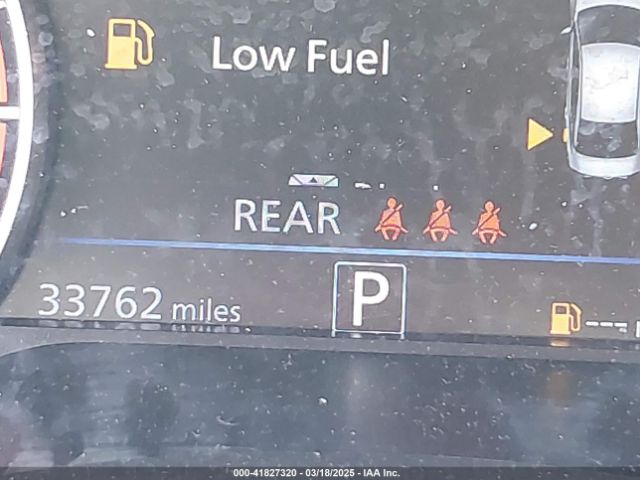 Low Fuel
REAR
33762 miles
P
---
000-41827320 - 03/18/2025 - IAA Inc.